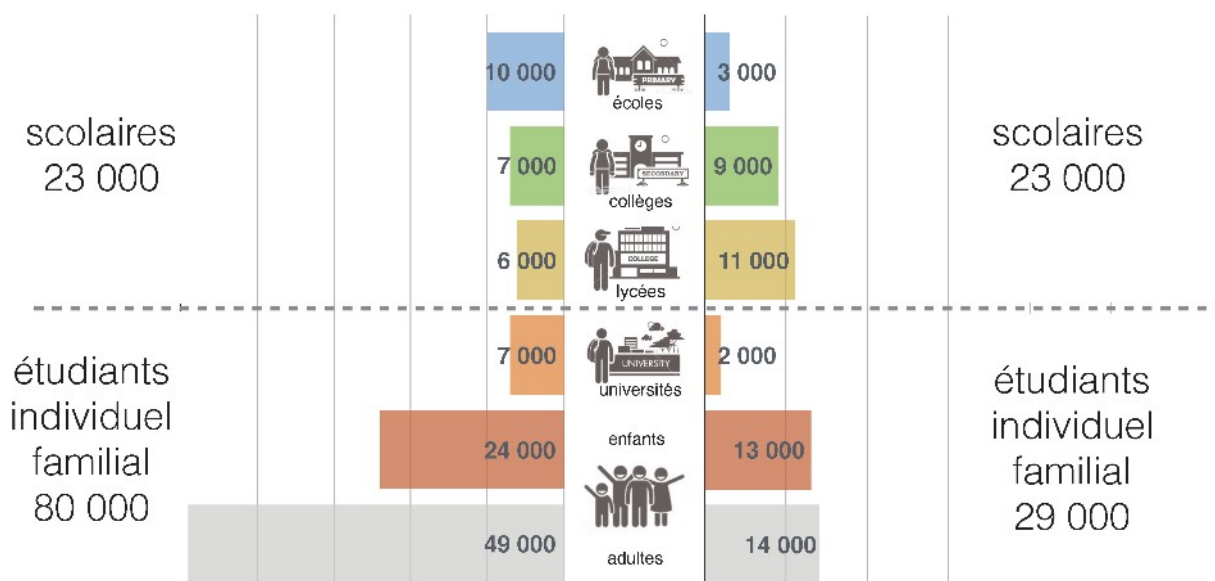 scolaires
23 000
10 000
PRIMARY
écoles
3 000
7 000
SECONDARY
collèges
9 000
6 000
COLLEGE
lycées
11 000
scolaires
23 000
étudiants
individuel
familial
80 000
7 000
UNIVERSITY
universités
2 000
24 000
enfants
13 000
49 000
adultes
14 000
étudiants
individuel
familial
29 000